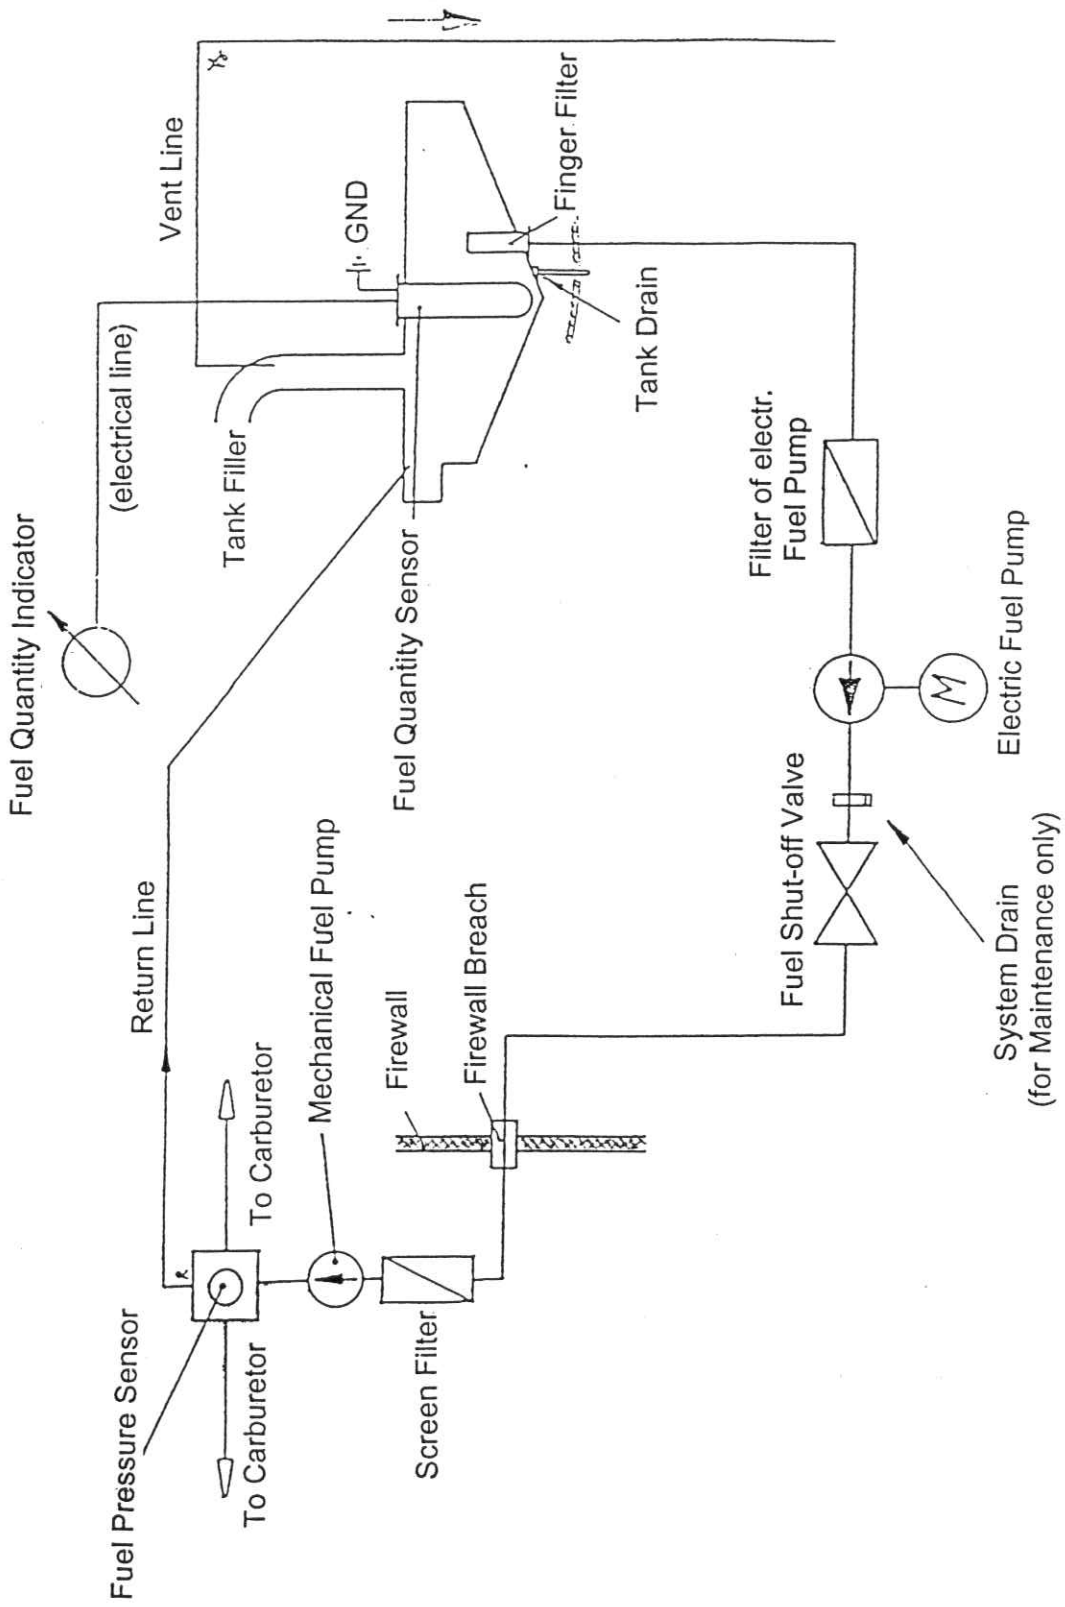 Fuel Quantity Indicator
(electrical line)
Vent Line
GND
Tank Filler
Return Line
Fuel Quantity Sensor
Finger Filter
Tank Drain
Fuel Pressure Sensor
To Carburetor
To Carburetor
Mechanical Fuel Pump
Firewall
Firewall Breach
Screen Filter
Filter of electr.
Fuel Pump
Fuel Shut-off Valve
M
Electric Fuel Pump
System Drain
(for Maintenance only)